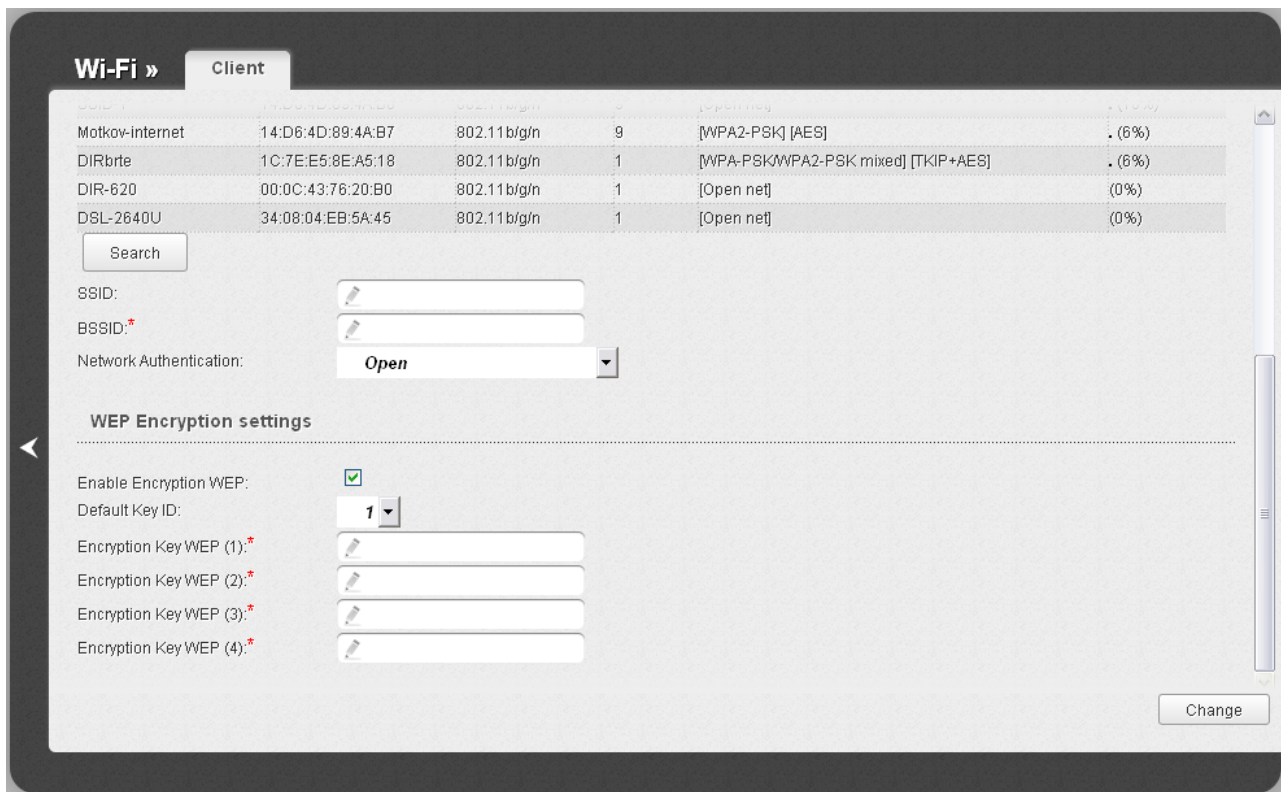 Wi-Fi » Client
Motkov-internet 14:D6:4D:89:4A:B7 802.11b/g/n 9 [WPA2-PSK] [AES] . (6%)
DIRbrte 1C:7E:E5:8E:A5:18 802.11b/g/n 1 [WPA-PSK/WPA2-PSK mixed] [TKIP+AES] . (6%)
DIR-620 00:0C:43:76:20:B0 802.11b/g/n 1 [Open net] (0%)
DSL-2640U 34:08:04:EB:5A:45 802.11b/g/n 1 [Open net] (0%)
Search
SSID:
BSSID:*
Network Authentication: Open
WEP Encryption settings
Enable Encryption WEP:
Default Key ID: 1
Encryption Key WEP (1):*
Encryption Key WEP (2):*
Encryption Key WEP (3):*
Encryption Key WEP (4):*
Change